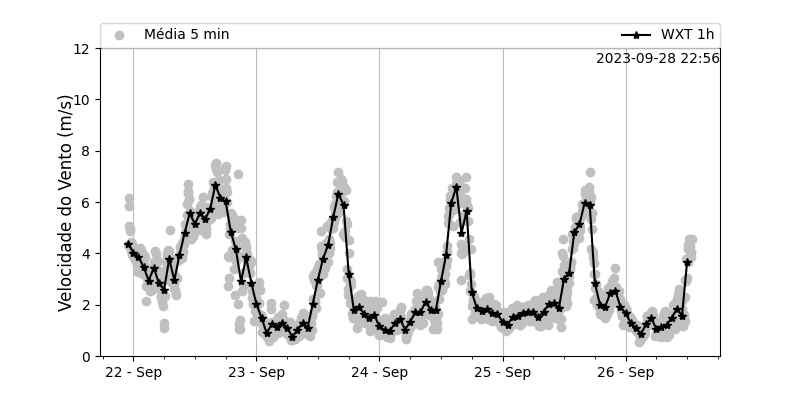 Média 5 min
WXT 1h
2023-09-28 22:56
Velocidade do Vento (m/s)
12
10
8
6
4
2
0
22 - Sep
23 - Sep
24 - Sep
25 - Sep
26 - Sep